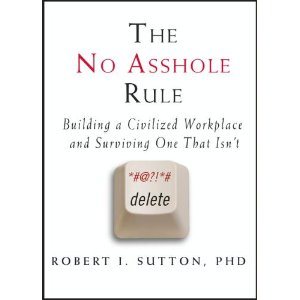 THE
NO ASSHOLE
RULE
Building a Civilized Workplace
and Surviving One That Isn't
*#@?!*#
delete
ROBERT I. SUTTON, PHD